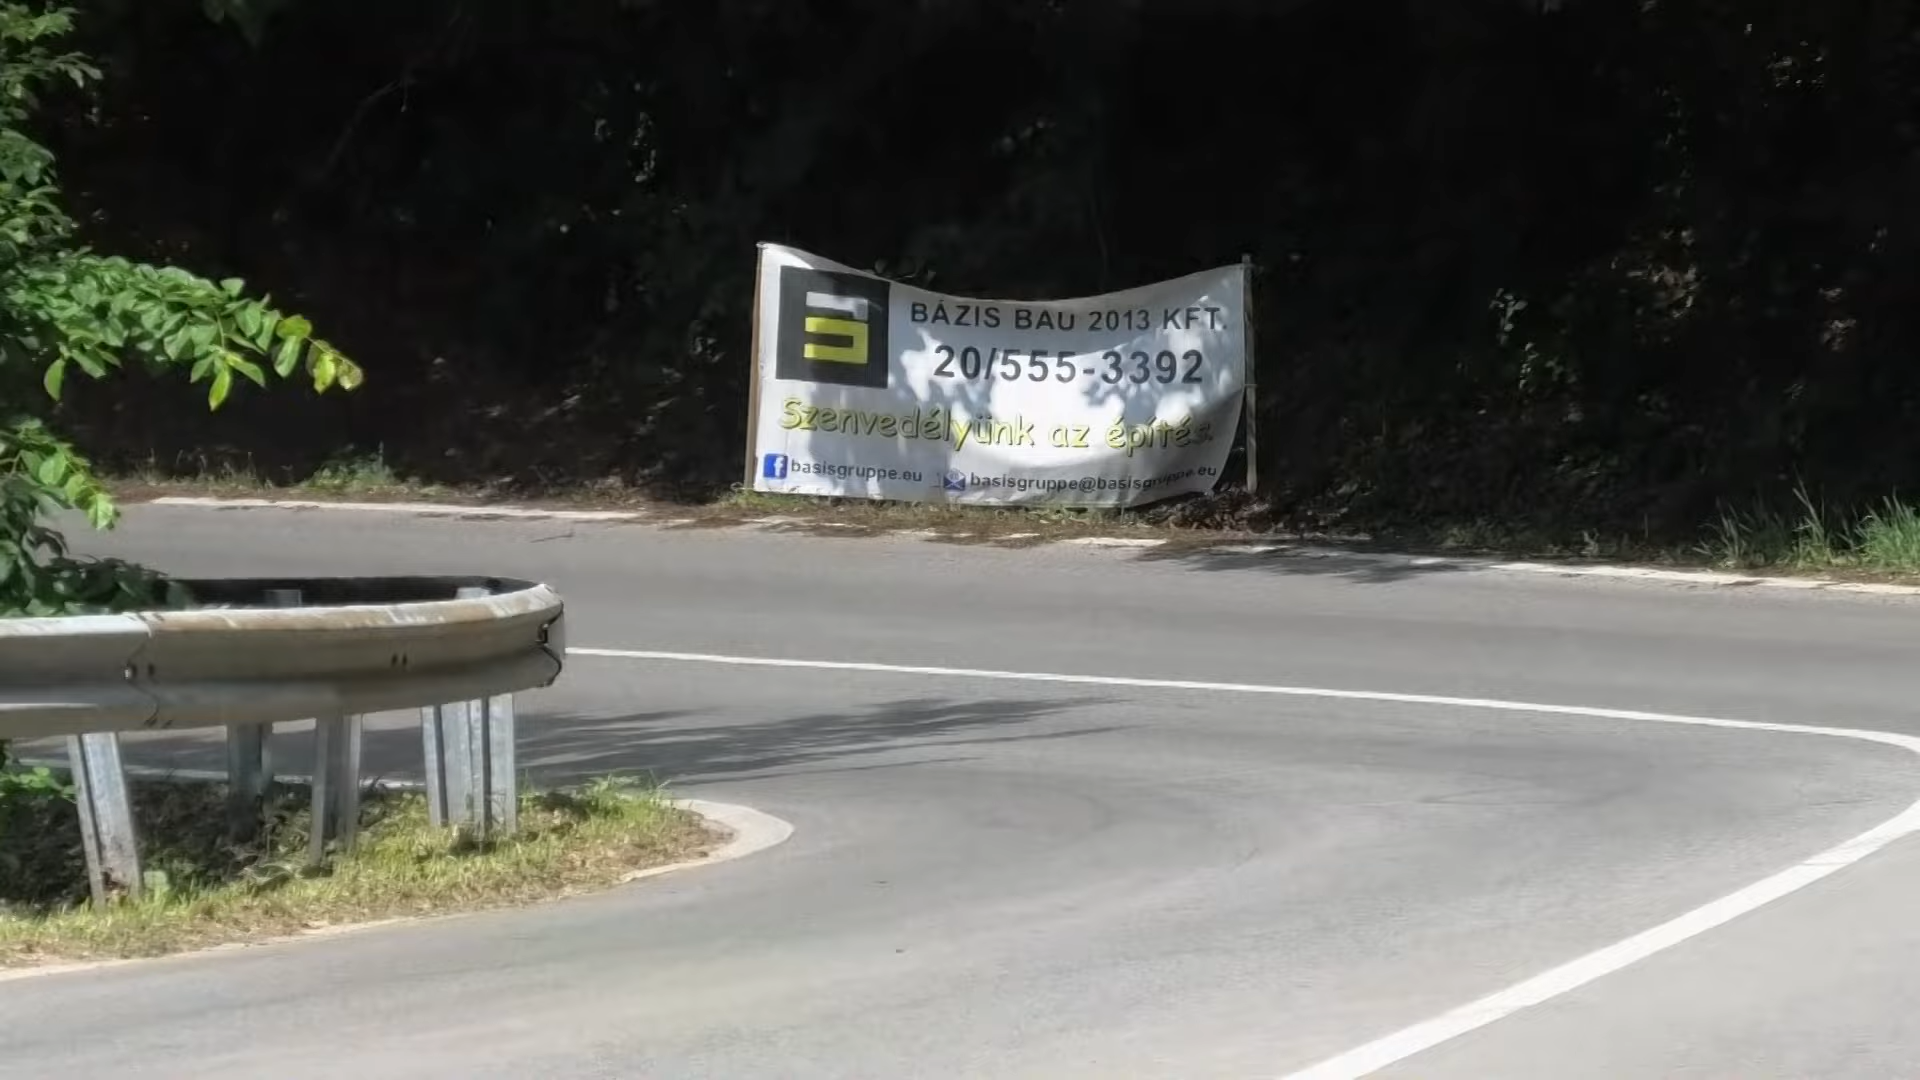 BÁZIS BAU 2013 KFT.
20/555-3392
Szenvedélyünk az építés.
basisgruppe.eu basisgruppe@basisgruppe.eu